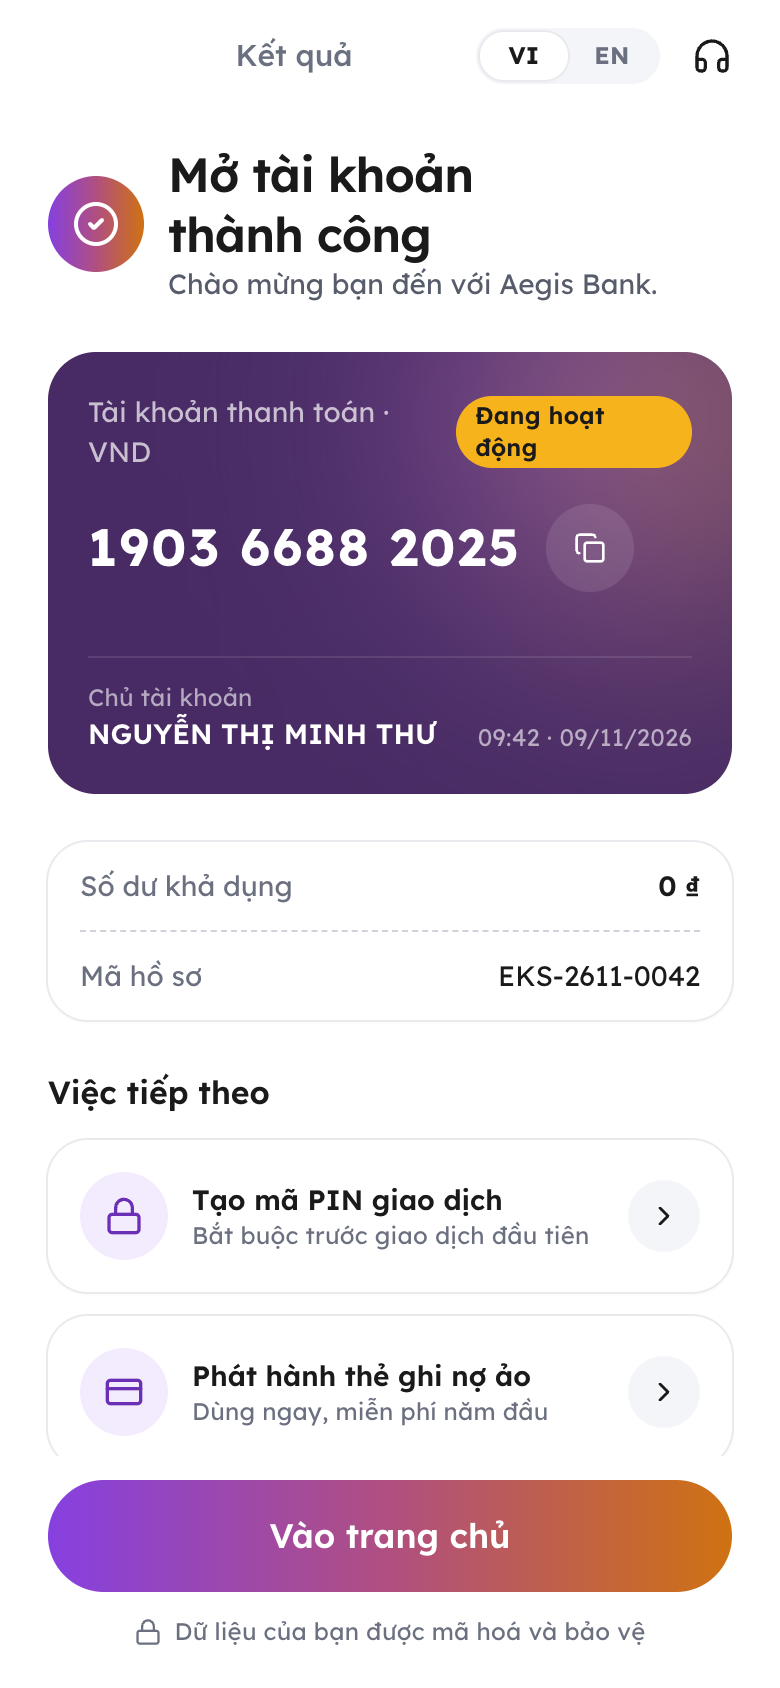 Kết quả
VI
EN
Mở tài khoản
thành công
Chào mừng bạn đến với Aegis Bank.
Tài khoản thanh toán ·
VND
Đang hoạt
động
1903 6688 2025
Chủ tài khoản
NGUYỄN THỊ MINH THƯ
09:42 · 09/11/2026
Số dư khả dụng
0 ₫
Mã hồ sơ
EKS-2611-0042
Việc tiếp theo
Tạo mã PIN giao dịch
Bắt buộc trước giao dịch đầu tiên
Phát hành thẻ ghi nợ ảo
Dùng ngay, miễn phí năm đầu
Vào trang chủ
Dữ liệu của bạn được mã hoá và bảo vệ